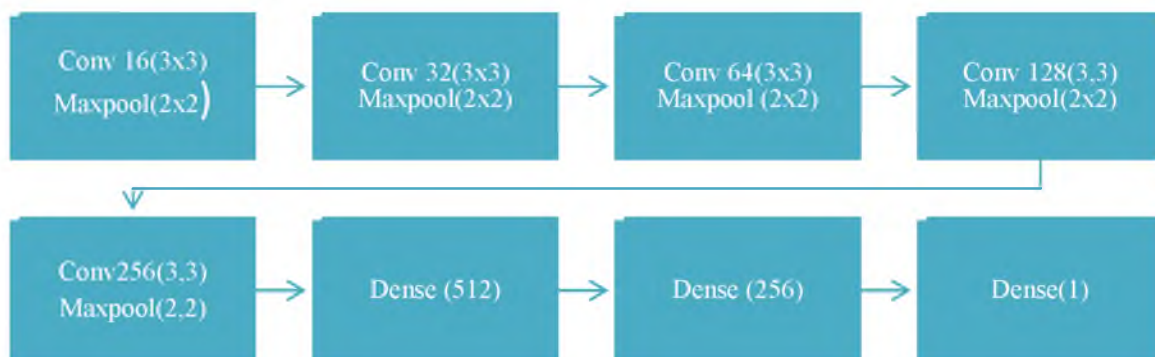 Conv 16(3x3)
Maxpool(2x2)
Conv 32(3x3)
Maxpool(2x2)
Conv 64(3x3)
Maxpool (2x2)
Conv 128(3,3)
Maxpool(2x2)
Conv256(3,3)
Maxpool(2,2)
Dense (512)
Dense (256)
Dense(1)